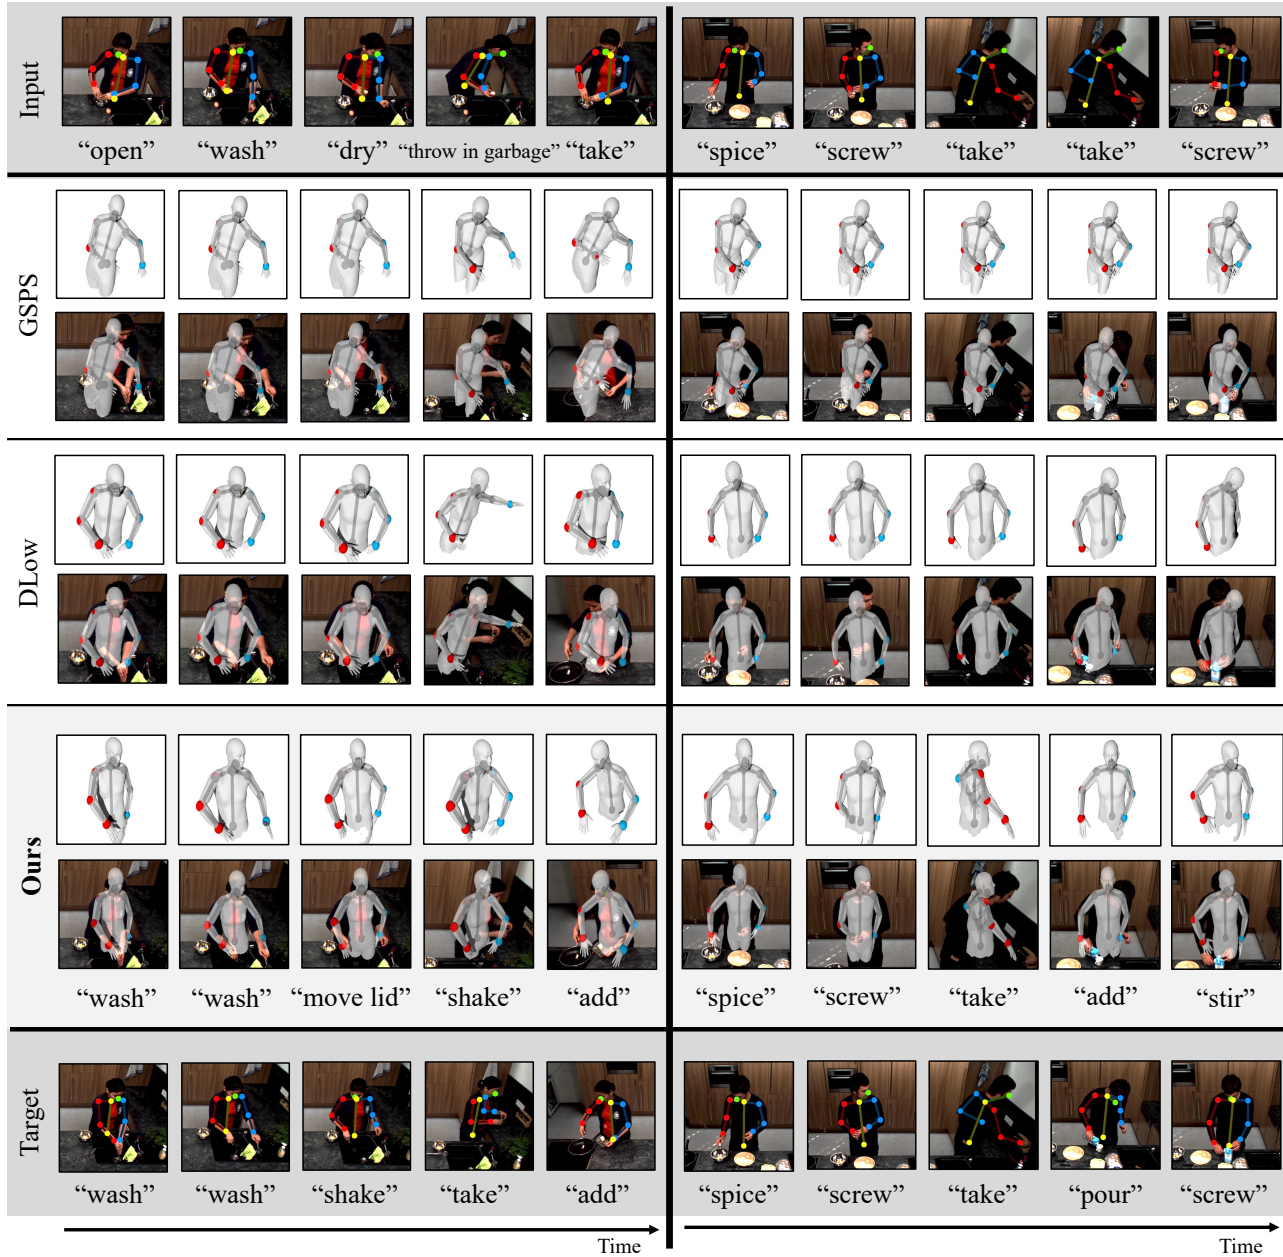 Input
“open” “wash” “dry” “throw in garbage” “take” “spice” “screw” “take” “take” “screw”
GSPS
DLow
Ours
“wash” “wash” “move lid” “shake” “add” “spice” “screw” “take” “add” “stir”
Target
“wash” “wash” “shake” “take” “add” “spice” “screw” “take” “pour” “screw”
Time Time